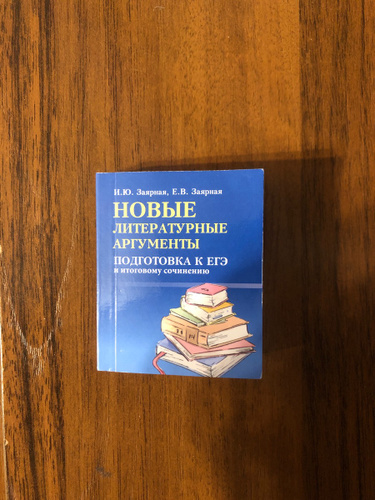 И.Ю. Заярная, Е.В. Заярная
НОВЫЕ
ЛИТЕРАТУРНЫЕ
АРГУМЕНТЫ
ПОДГОТОВКА К ЕГЭ
и итоговому сочинению